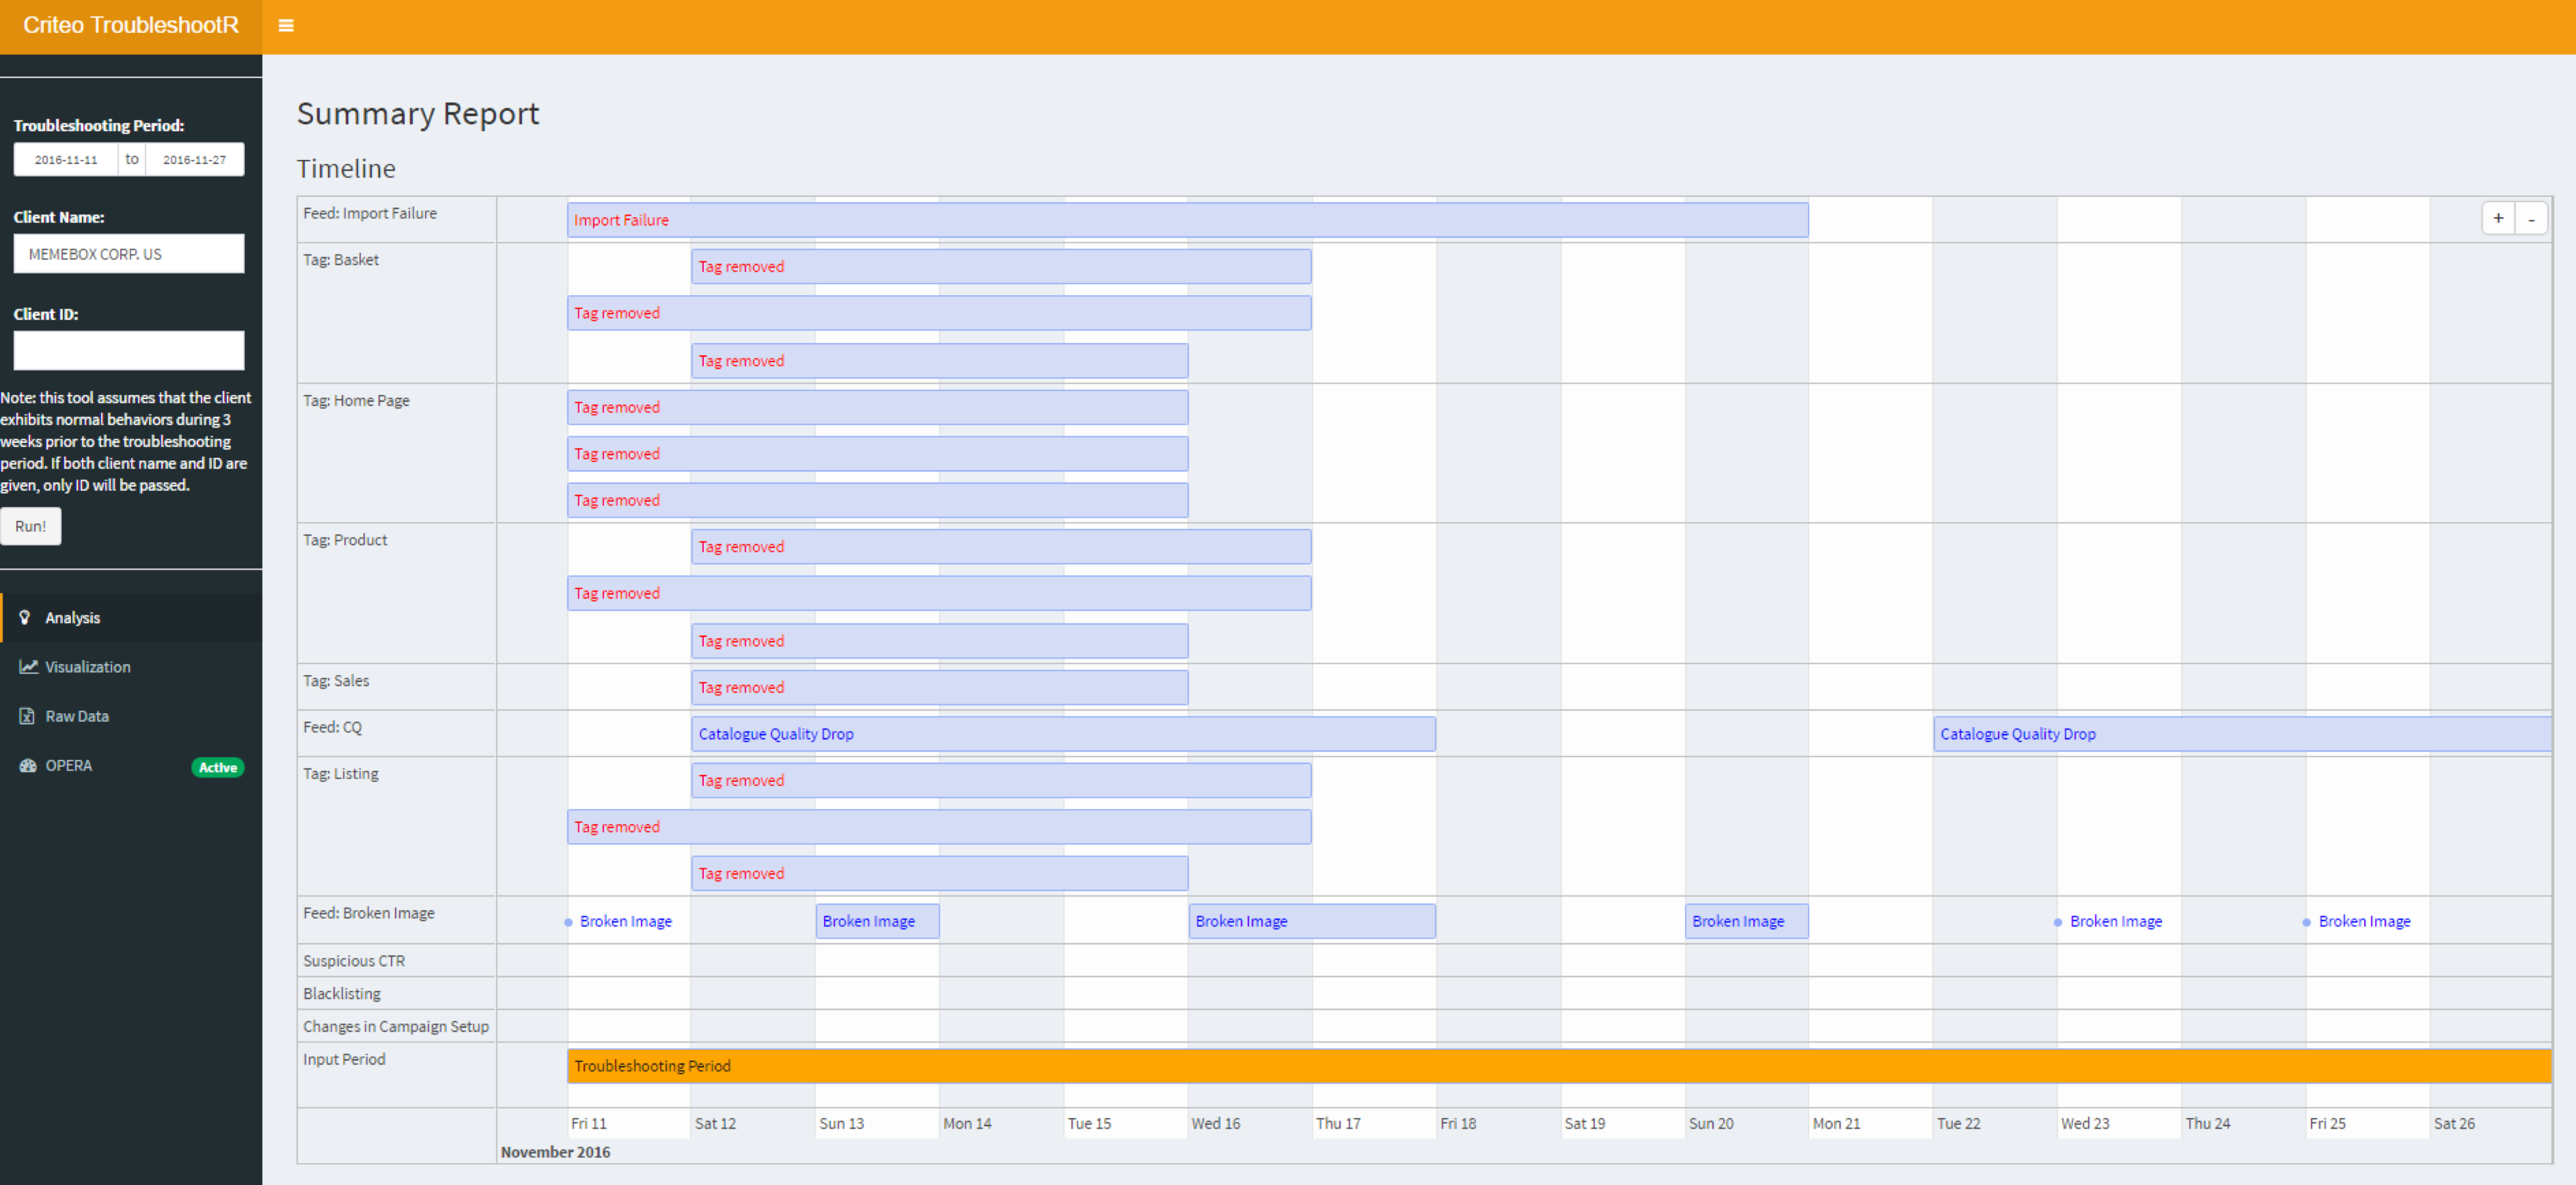 Criteo TroubleshootR
Troubleshooting Period:
2016-11-11 to 2016-11-27
Client Name:
MEMEBOX CORP. US
Client ID:
Note: this tool assumes that the client
exhibits normal behaviors during 3
weeks prior to the troubleshooting
period. If both client name and ID are
given, only ID will be passed.
Run!
Analysis
Visualization
Raw Data
OPERA Active
Summary Report
Timeline
Feed: Import Failure Import Failure + -
Tag: Basket Tag removed
Tag removed
Tag removed
Tag: Home Page Tag removed
Tag removed
Tag removed
Tag: Product Tag removed
Tag removed
Tag removed
Tag: Sales Tag removed
Feed: CQ Catalogue Quality Drop Catalogue Quality Drop
Tag: Listing Tag removed
Tag removed
Tag removed
Feed: Broken Image Broken Image Broken Image Broken Image Broken Image Broken Image Broken Image
Suspicious CTR
Blacklisting
Changes in Campaign Setup
Input Period Troubleshooting Period
Fri 11 Sat 12 Sun 13 Mon 14 Tue 15 Wed 16 Thu 17 Fri 18 Sat 19 Sun 20 Mon 21 Tue 22 Wed 23 Thu 24 Fri 25 Sat 26
November 2016